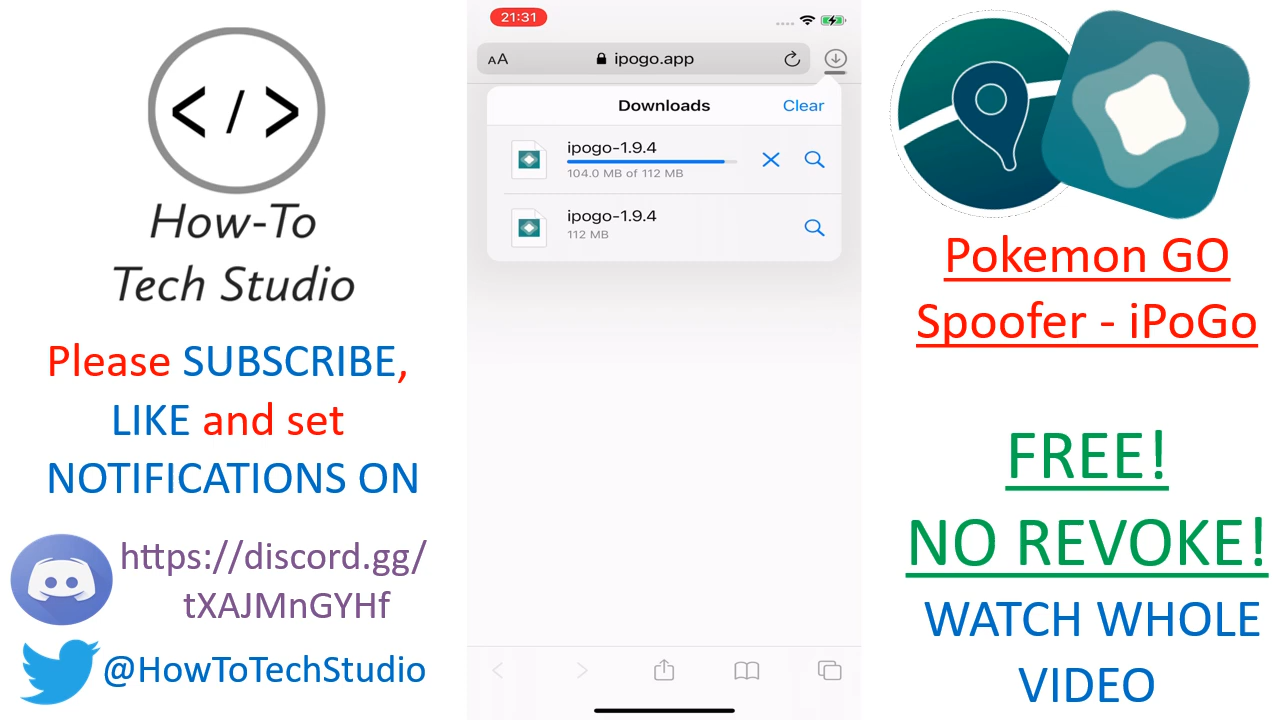 </>
How-To
Tech Studio
Please SUBSCRIBE,
LIKE and set
NOTIFICATIONS ON
https://discord.gg/
tXAJMnGYHf
@HowToTechStudio
21:31
AA
ipogo.app
Downloads
Clear
ipogo-1.9.4
104.0 MB of 112 MB
ipogo-1.9.4
112 MB
Pokemon GO
Spoofer - iPoGo
FREE!
NO REVOKE!
WATCH WHOLE
VIDEO